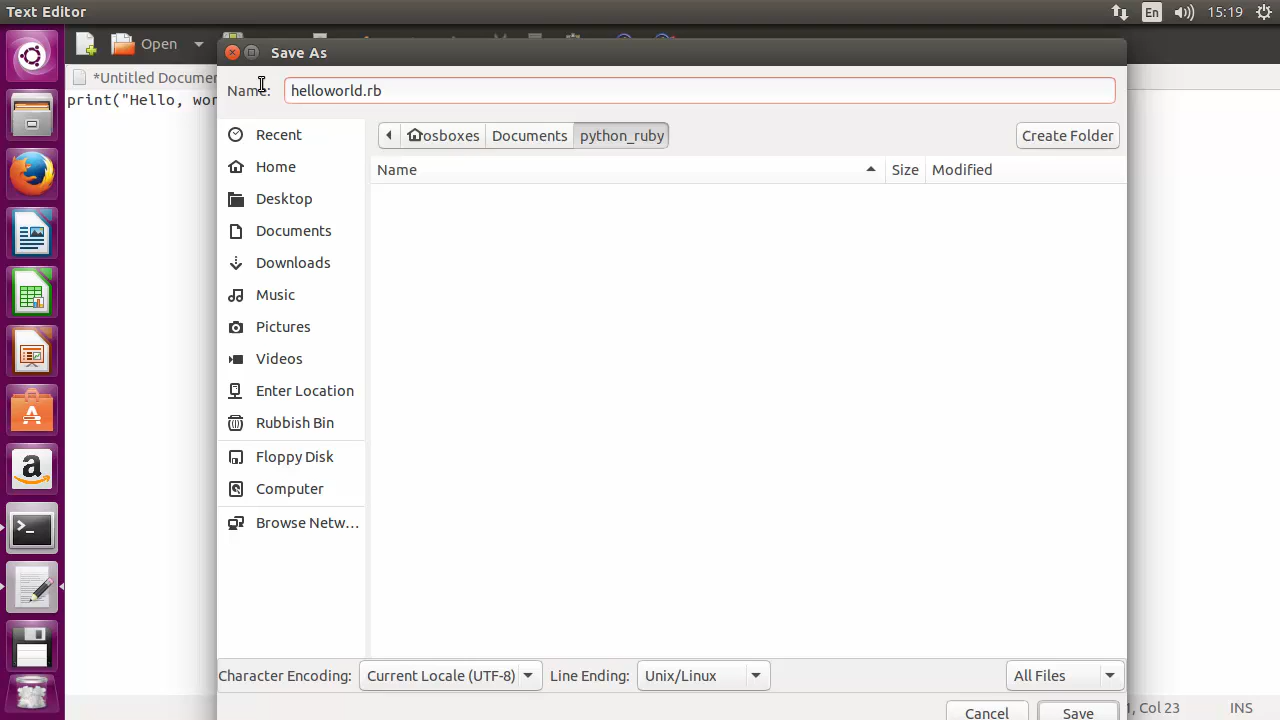 Text Editor
En
15:19
Open
Save As
*Untitled Documen
Name: helloworld.rb
print("Hello, wor
osboxes Documents python_ruby Create Folder
Recent
Name Size Modified
Home
Desktop
Documents
Downloads
Music
Pictures
Videos
Enter Location
Rubbish Bin
Floppy Disk
Computer
Browse Netw...
Character Encoding: Current Locale (UTF-8) Line Ending: Unix/Linux All Files
Cancel Save
1, Col 23 INS